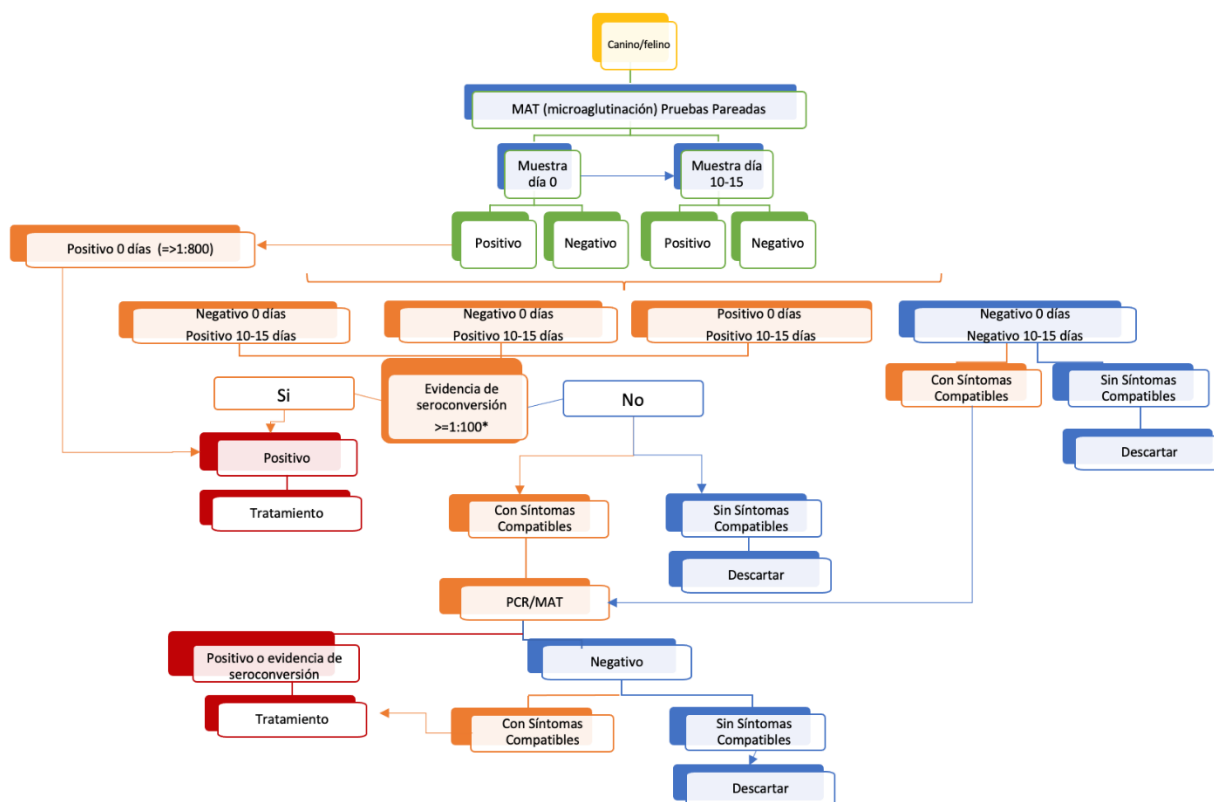 Canino/felino
MAT (microaglutinación) Pruebas Pareadas
Muestra
día 0
Muestra día
10-15
Positivo
Negativo
Positivo
Negativo
Positivo 0 días (=>1:800)
Negativo 0 días
Positivo 10-15 días
Negativo 0 días
Positivo 10-15 días
Positivo 0 días
Positivo 10-15 días
Negativo 0 días
Negativo 10-15 días
Si
Evidencia de
seroconversión
>=1:100*
No
Con Síntomas
Compatibles
Sin Síntomas
Compatibles
Positivo
Descartar
Tratamiento
Con Síntomas
Compatibles
Sin Síntomas
Compatibles
Descartar
PCR/MAT
Positivo o evidencia de
seroconversión
Negativo
Tratamiento
Con Síntomas
Compatibles
Sin Síntomas
Compatibles
Descartar